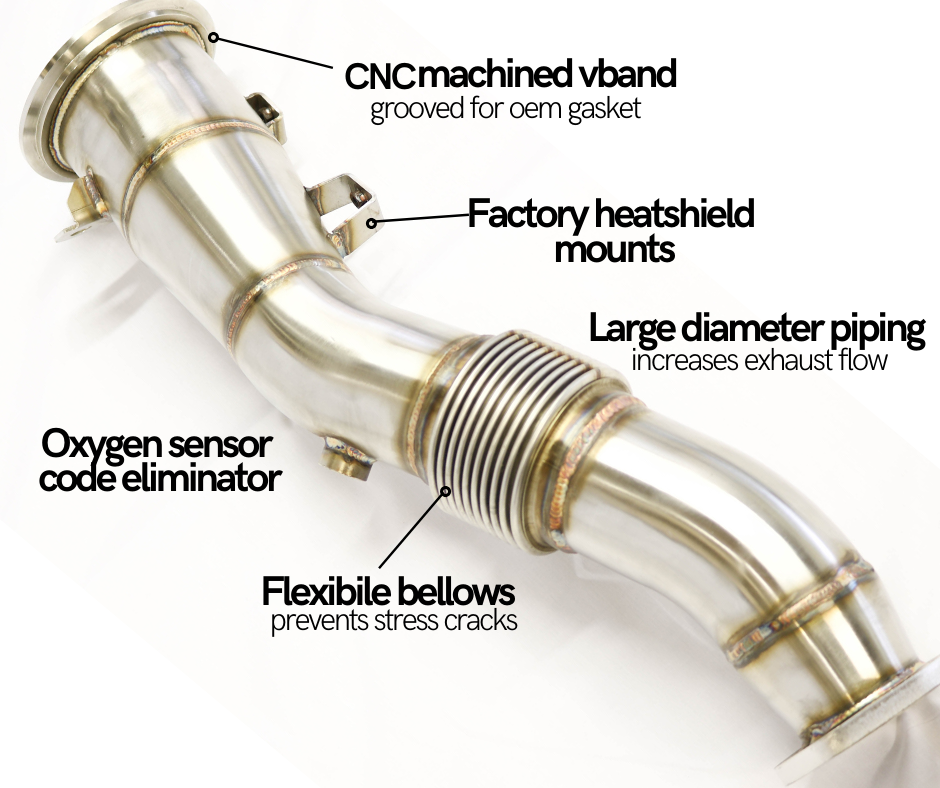 CNC machined vband
grooved for oem gasket
Factory heatshield
mounts
Large diameter piping
increases exhaust flow
Oxygen sensor
code eliminator
Flexibile bellows
prevents stress cracks